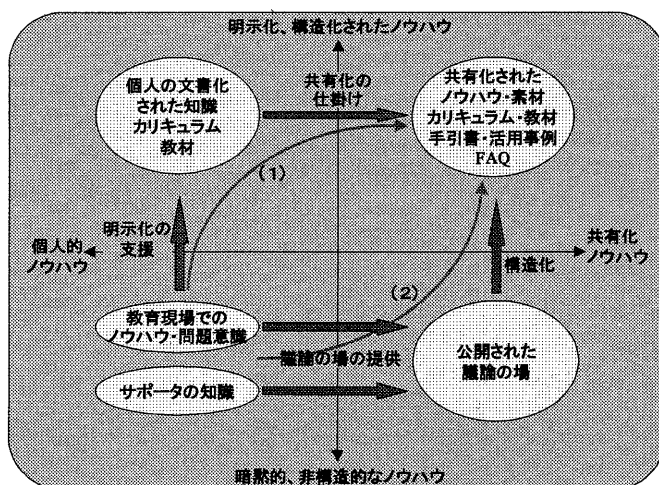 明示化、構造化されたノウハウ
個人の文書化
された知識
カリキュラム
教材
共有化の
仕掛け
共有化された
ノウハウ・素材
カリキュラム・教材
手引書・活用事例
FAQ
(1)
明示化の
支援
個人的
ノウハウ
共有化
ノウハウ
構造化
(2)
教育現場での
ノウハウ・問題意識
議論の場の提供
サポータの知識
公開された
議論の場
暗黙的、非構造的なノウハウ